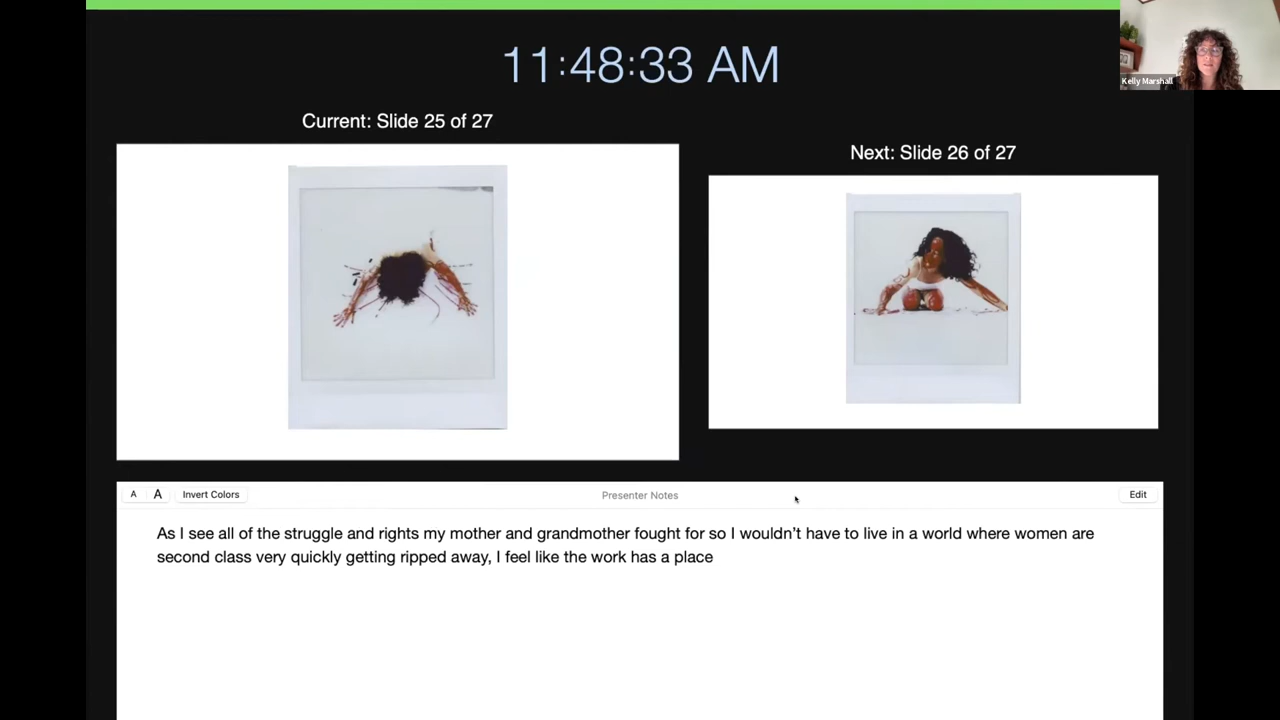 11:48:33 AM
Kelly Marshall
Current: Slide 25 of 27
Next: Slide 26 of 27
A A Invert Colors
Presenter Notes
Edit
As I see all of the struggle and rights my mother and grandmother fought for so I wouldn’t have to live in a world where women are
second class very quickly getting ripped away, I feel like the work has a place